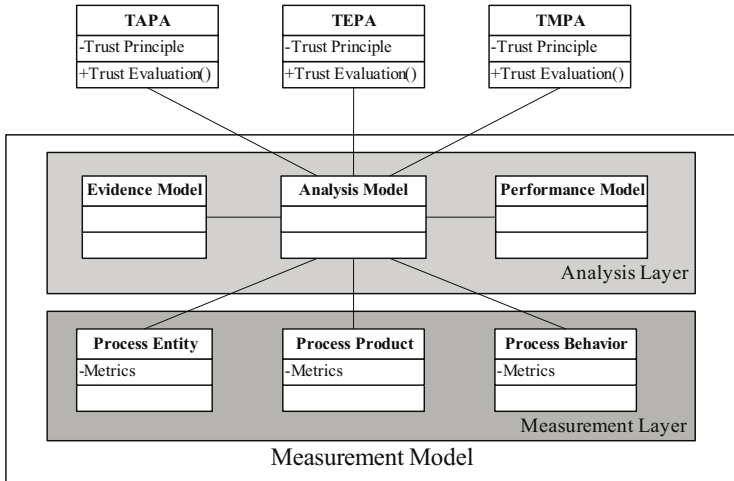 TAPA
-Trust Principle
+Trust Evaluation()
TEPA
-Trust Principle
+Trust Evaluation()
TMPA
-Trust Principle
+Trust Evaluation()
Evidence Model
Analysis Model
Performance Model
Analysis Layer
Process Entity
-Metrics
Process Product
-Metrics
Process Behavior
-Metrics
Measurement Layer
Measurement Model